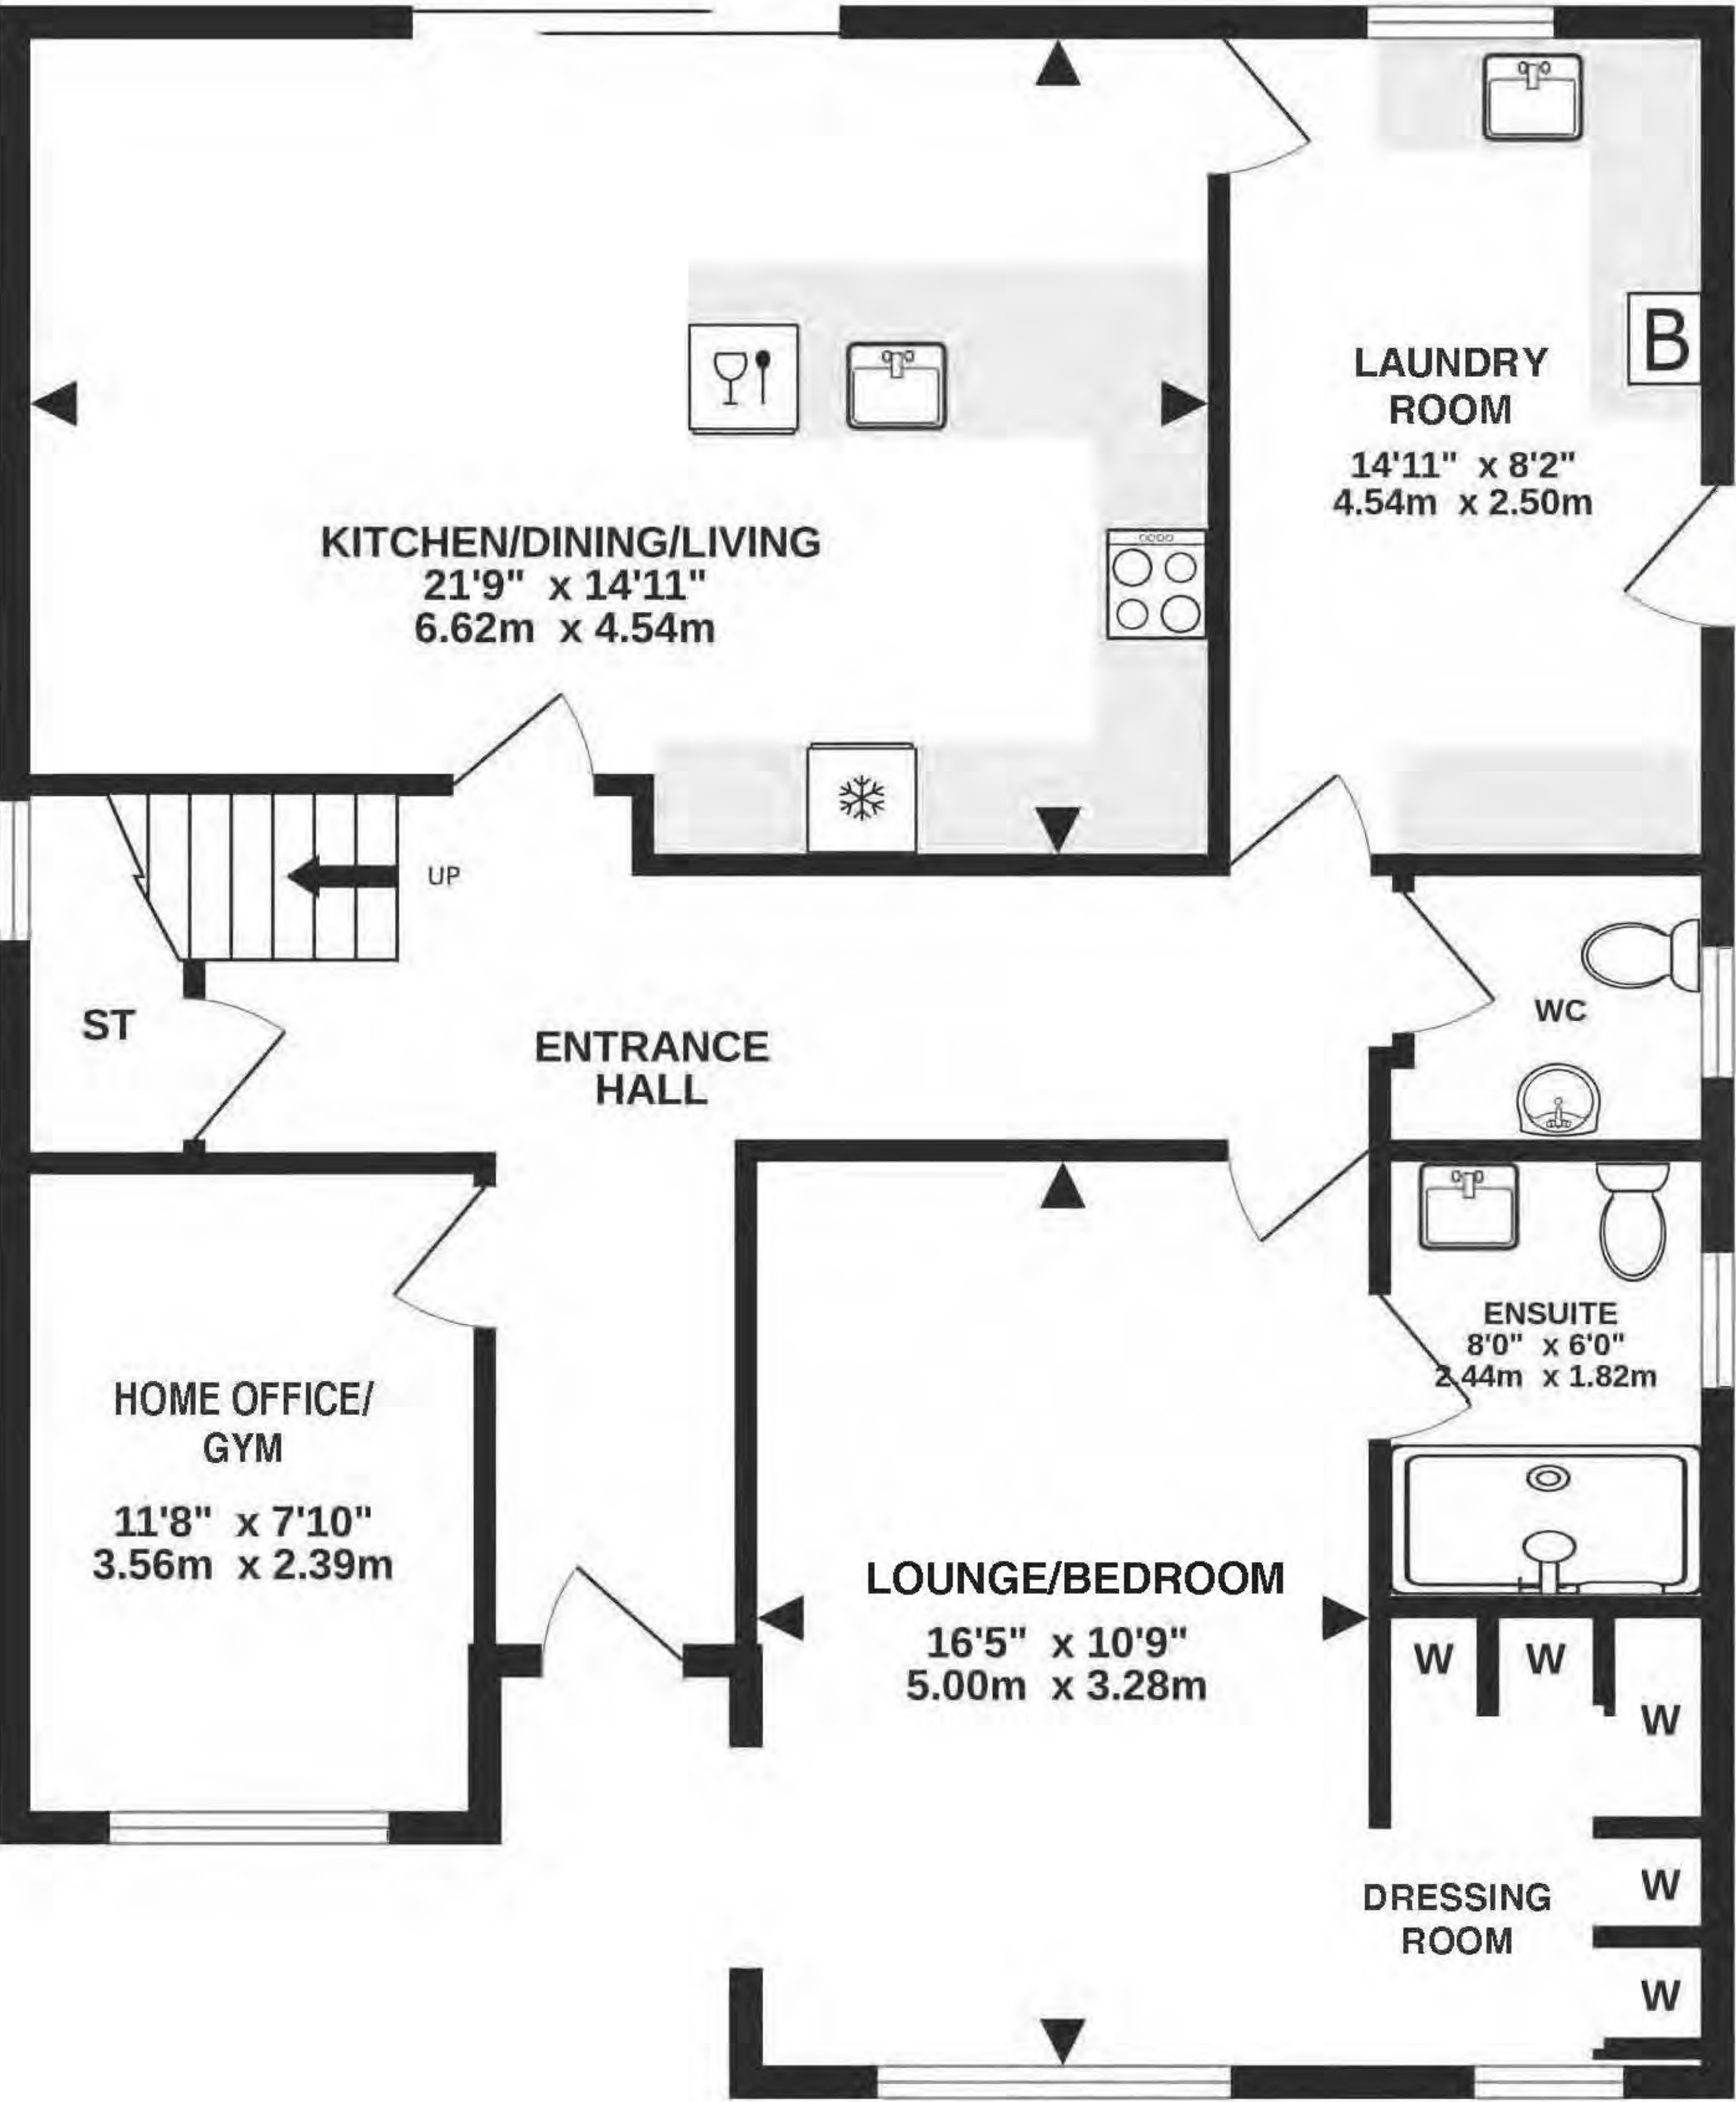 B
LAUNDRY
ROOM
14'11" x 8'2"
4.54m x 2.50m
KITCHEN/DINING/LIVING
21'9" x 14'11"
6.62m x 4.54m
UP
ST
ENTRANCE
HALL
WC
ENSUITE
8'0" x 6'0"
2.44m x 1.82m
HOME OFFICE/
GYM
11'8" x 7'10"
3.56m x 2.39m
LOUNGE/BEDROOM
16'5" x 10'9"
5.00m x 3.28m
W
W
W
DRESSING
ROOM
W
W